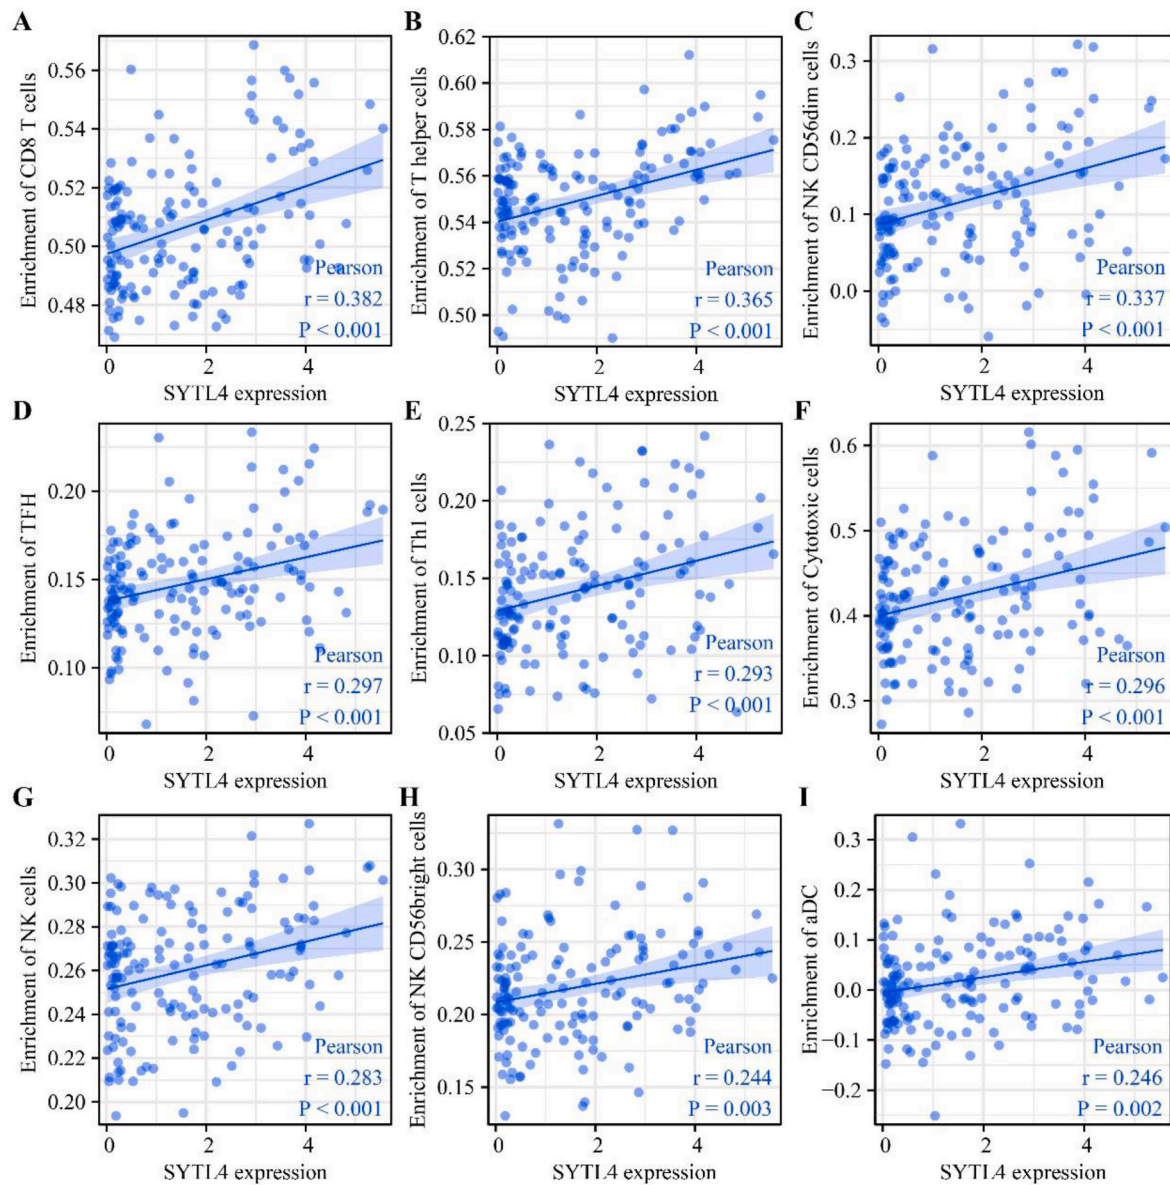 A
Enrichment of CD8 T cells
0.56
0.54
0.52
0.50
0.48
Pearson
r = 0.382
P < 0.001
0 2 4
SYTL4 expression
B
Enrichment of T helper cells
0.62
0.60
0.58
0.56
0.54
0.52
0.50
Pearson
r = 0.365
P < 0.001
0 2 4
SYTL4 expression
C
Enrichment of NK CD56dim cells
0.3
0.2
0.1
0.0
Pearson
r = 0.337
P < 0.001
0 2 4
SYTL4 expression
D
Enrichment of TFH
0.20
0.15
0.10
Pearson
r = 0.297
P < 0.001
0 2 4
SYTL4 expression
E
Enrichment of Th1 cells
0.25
0.20
0.15
0.10
0.05
Pearson
r = 0.293
P < 0.001
0 2 4
SYTL4 expression
F
Enrichment of Cytotoxic cells
0.6
0.5
0.4
0.3
Pearson
r = 0.296
P < 0.001
0 2 4
SYTL4 expression
G
Enrichment of NK cells
0.32
0.30
0.28
0.26
0.24
0.22
0.20
Pearson
r = 0.283
P < 0.001
0 2 4
SYTL4 expression
H
Enrichment of NK CD56bright cells
0.30
0.25
0.20
0.15
Pearson
r = 0.244
P = 0.003
0 2 4
SYTL4 expression
I
Enrichment of aDC
0.3
0.2
0.1
0.0
−0.1
−0.2
Pearson
r = 0.246
P = 0.002
0 2 4
SYTL4 expression